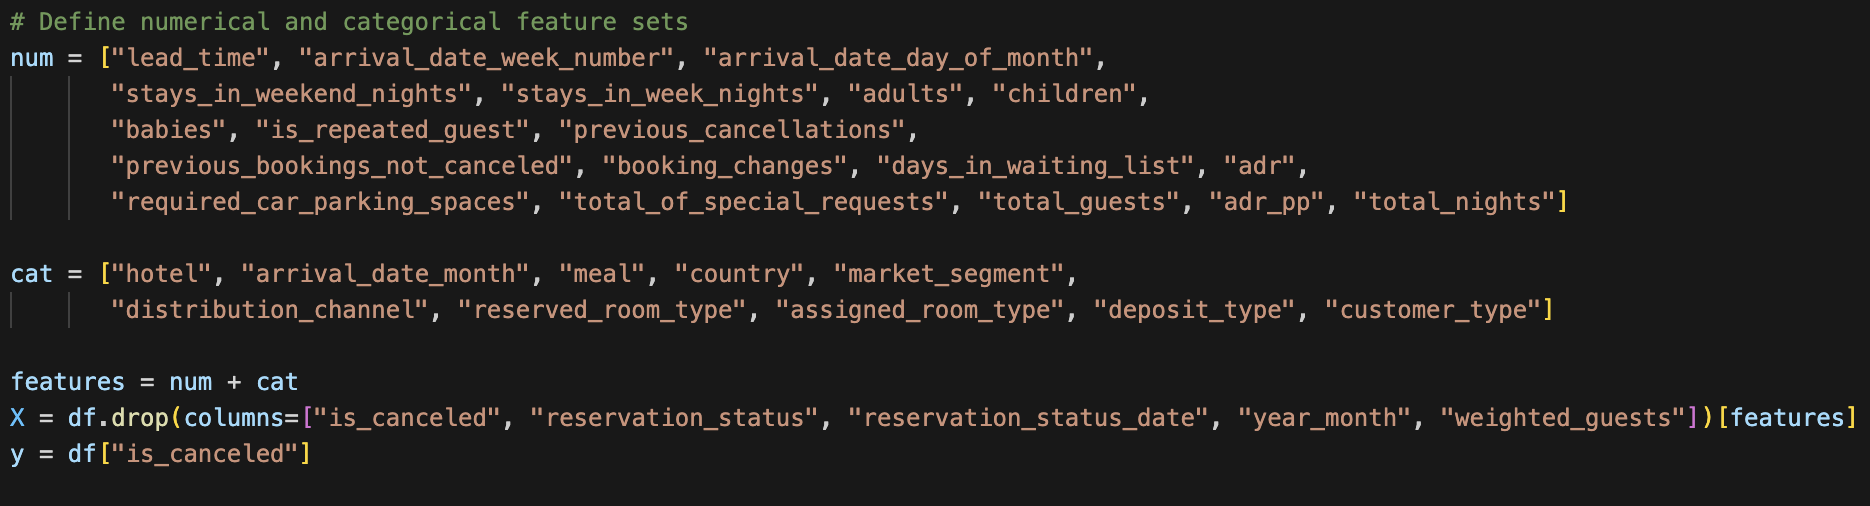 # Define numerical and categorical feature sets
num = ["lead_time", "arrival_date_week_number", "arrival_date_day_of_month",
"stays_in_weekend_nights", "stays_in_week_nights", "adults", "children",
"babies", "is_repeated_guest", "previous_cancellations",
"previous_bookings_not_canceled", "booking_changes", "days_in_waiting_list", "adr",
"required_car_parking_spaces", "total_of_special_requests", "total_guests", "adr_pp", "total_nights"]
cat = ["hotel", "arrival_date_month", "meal", "country", "market_segment",
"distribution_channel", "reserved_room_type", "assigned_room_type", "deposit_type", "customer_type"]
features = num + cat
X = df.drop(columns=["is_canceled", "reservation_status", "reservation_status_date", "year_month", "weighted_guests"])[features]
y = df["is_canceled"]